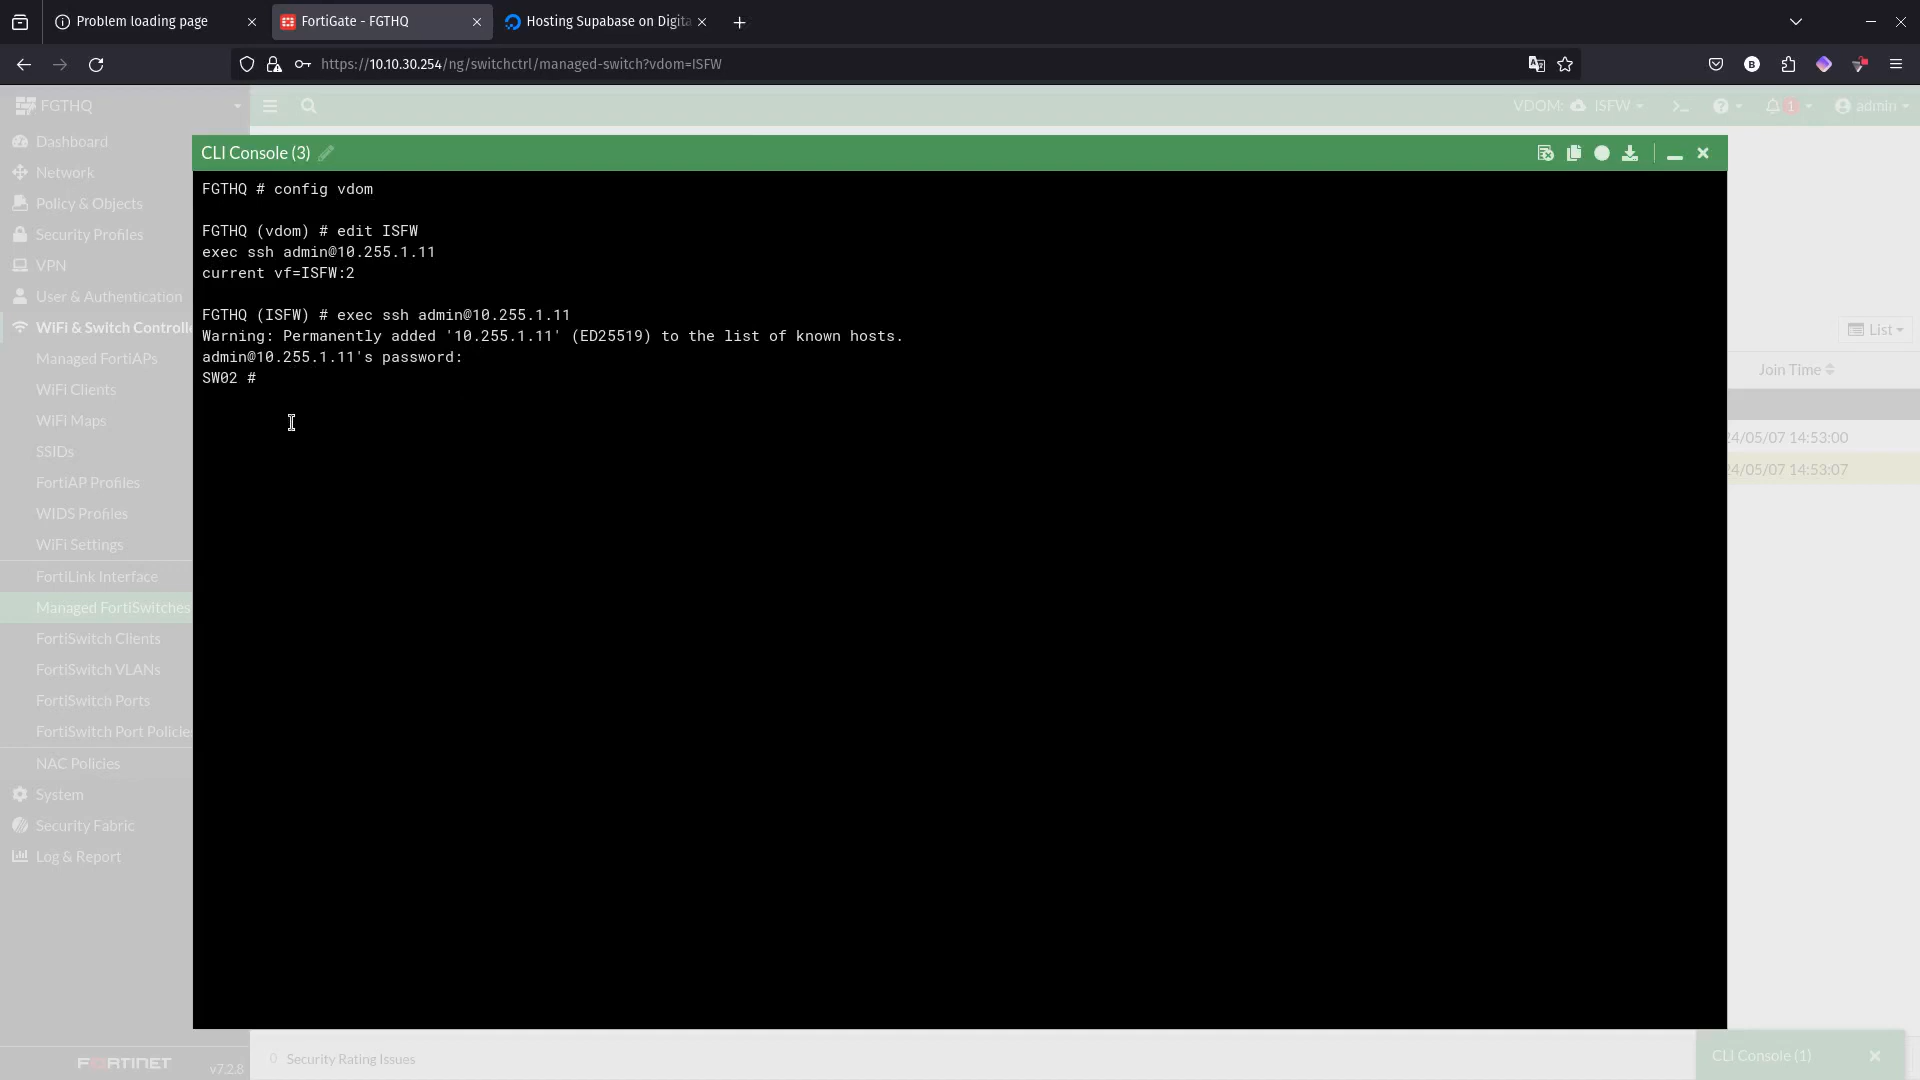 Problem loading page
FortiGate - FGTHQ
Hosting Supabase on Digita
https://10.10.30.254/ng/switchctrl/managed-switch?vdom=ISFW
FGTHQ
VDOM: ISFW
>_
1
admin
Dashboard
Network
Policy & Objects
Security Profiles
VPN
User & Authentication
WiFi & Switch Controlle
Managed FortiAPs
WiFi Clients
WiFi Maps
SSIDs
FortiAP Profiles
WIDS Profiles
WiFi Settings
FortiLink Interface
Managed FortiSwitches
FortiSwitch Clients
FortiSwitch VLANs
FortiSwitch Ports
FortiSwitch Port Policie
NAC Policies
System
Security Fabric
Log & Report
FORTINET
v7.2.8
CLI Console (3)
FGTHQ # config vdom
FGTHQ (vdom) # edit ISFW
exec ssh admin@10.255.1.11
current vf=ISFW:2
FGTHQ (ISFW) # exec ssh admin@10.255.1.11
Warning: Permanently added '10.255.1.11' (ED25519) to the list of known hosts.
admin@10.255.1.11's password:
SW02 #
List
Join Time
24/05/07 14:53:00
24/05/07 14:53:07
0 Security Rating Issues
CLI Console (1)